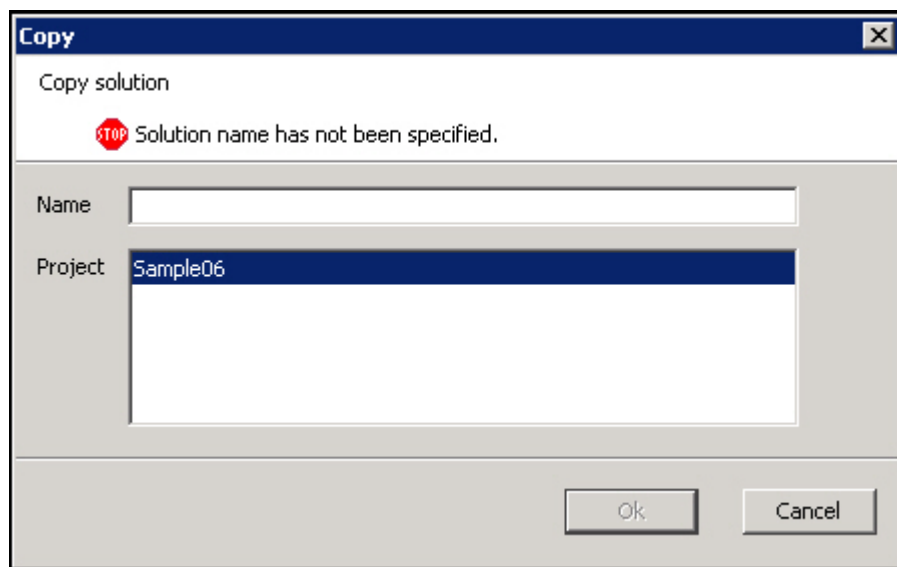 Copy
Copy solution
STOP Solution name has not been specified.
Name
Project Sample06
Ok Cancel